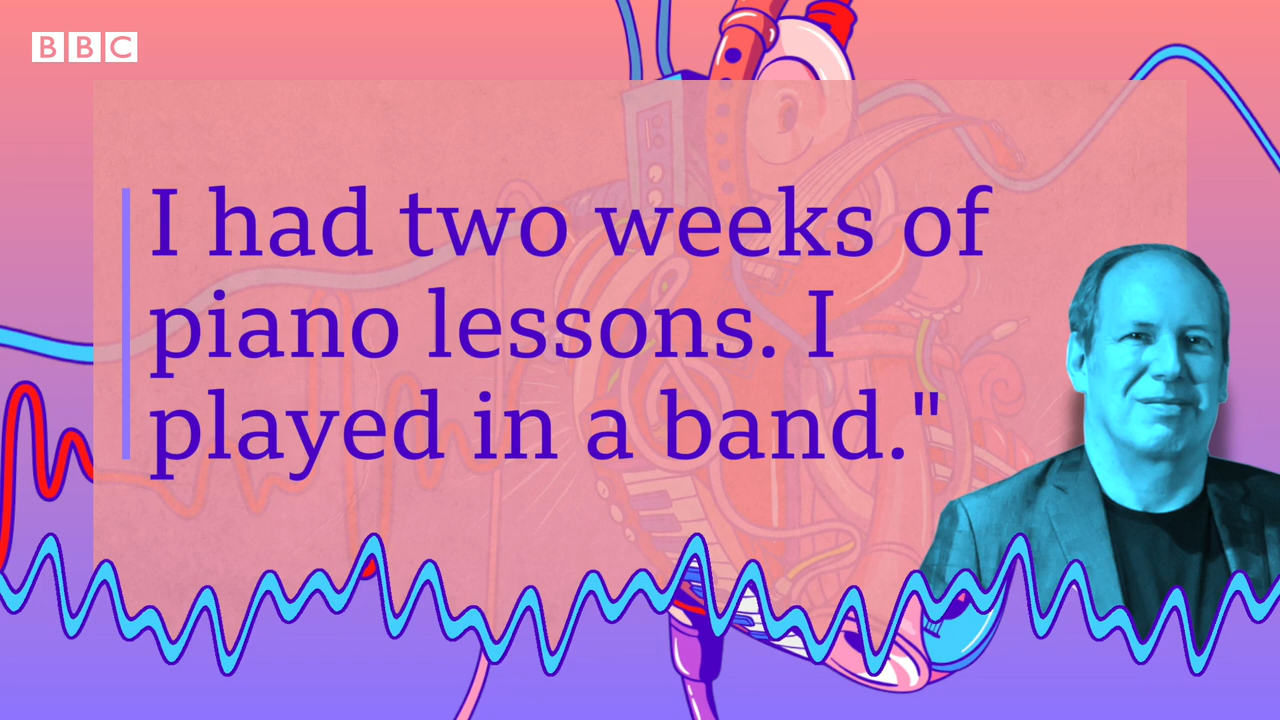 BBC
I had two weeks of
piano lessons. I
played in a band."